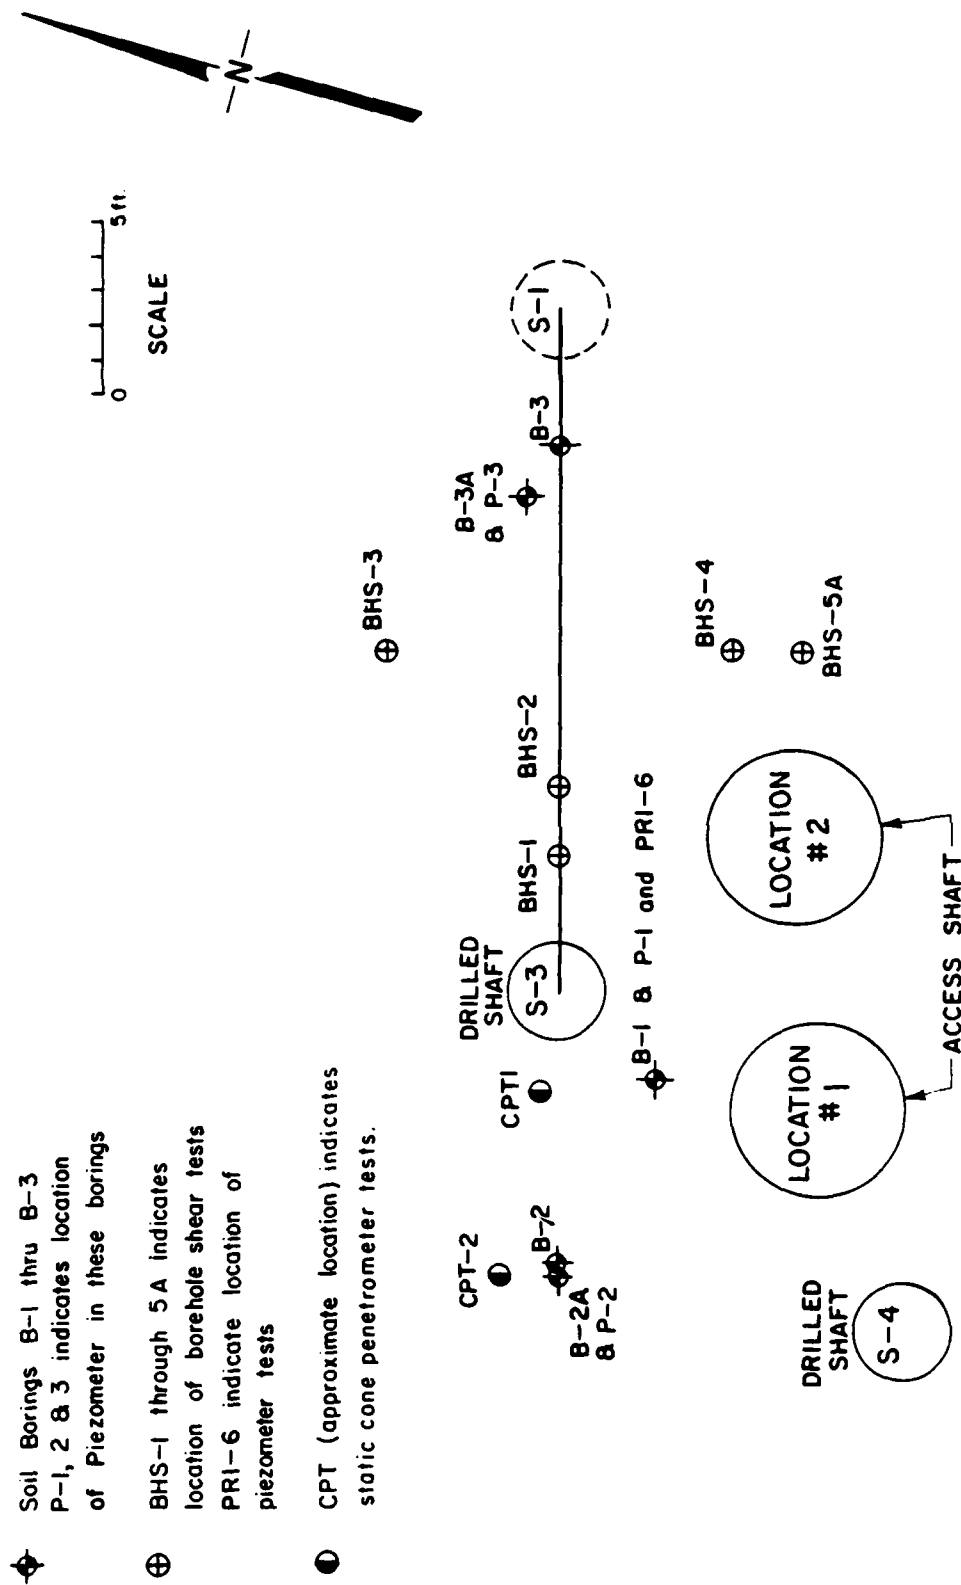 Soil Borings B-1 thru B-3
P-1, 2 & 3 indicates location
of Piezometer in these borings
BHS-1 through 5A indicates
location of borehole shear tests
PRI-6 indicate location of
piezometer tests
CPT (approximate location) indicates
static cone penetrometer tests.
N
0
5 ft.
SCALE
BHS-3
CPT-2
CPT1
DRILLED
SHAFT
S-3
BHS-1
BHS-2
B-3A
& P-3
B-3
S-1
B-2
B-2A
& P-2
B-1 & P-1 and PRI-6
BHS-4
BHS-5A
LOCATION
#1
LOCATION
#2
DRILLED
SHAFT
S-4
ACCESS SHAFT